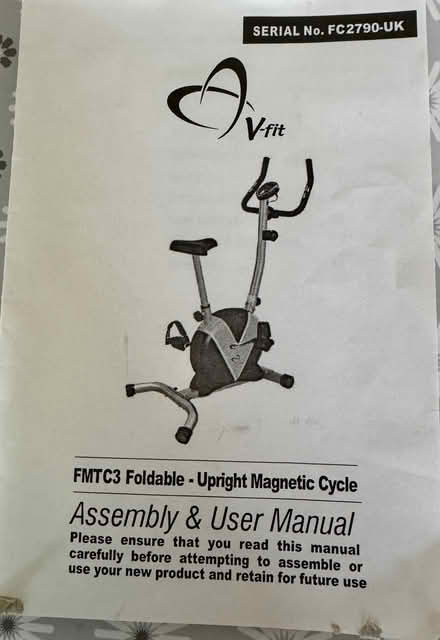 SERIAL No. FC2790-UK
V-fit
FMTC3 Foldable - Upright Magnetic Cycle
Assembly & User Manual
Please ensure that you read this manual
carefully before attempting to assemble or
use your new product and retain for future use